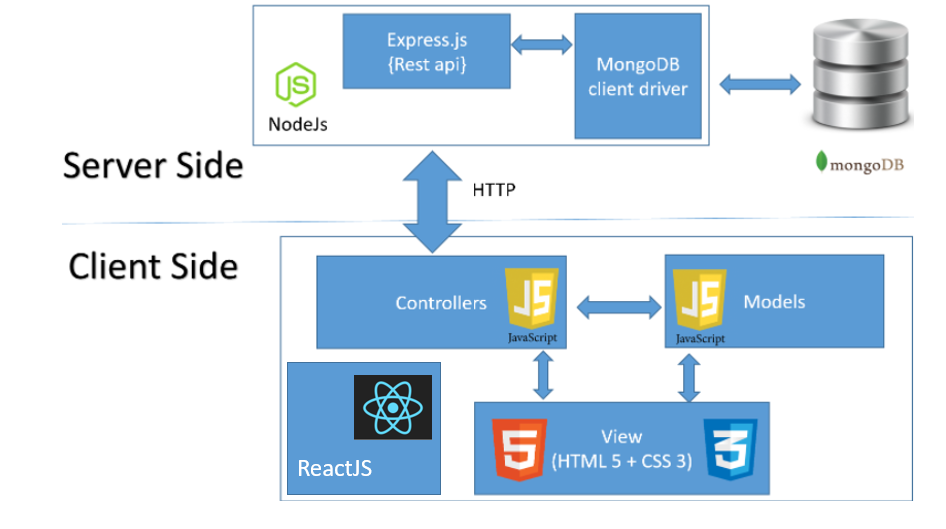 Express.js
{Rest api}
MongoDB
client driver
JS
NodeJs
mongoDB
Server Side
HTTP
Client Side
Controllers
JS
JavaScript
JS
JavaScript
Models
ReactJS
5
View
(HTML 5 + CSS 3)
3